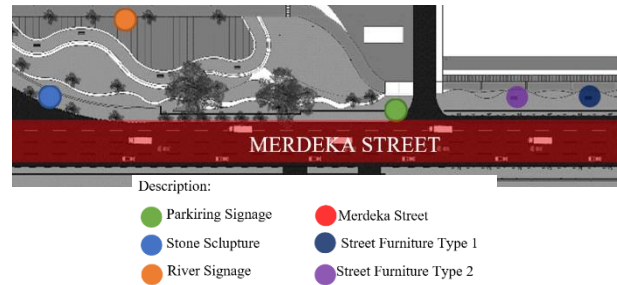 MERDEKA STREET
Description:
Parkiring Signage
Merdeka Street
Stone Sclupture
Street Furniture Type 1
River Signage
Street Furniture Type 2